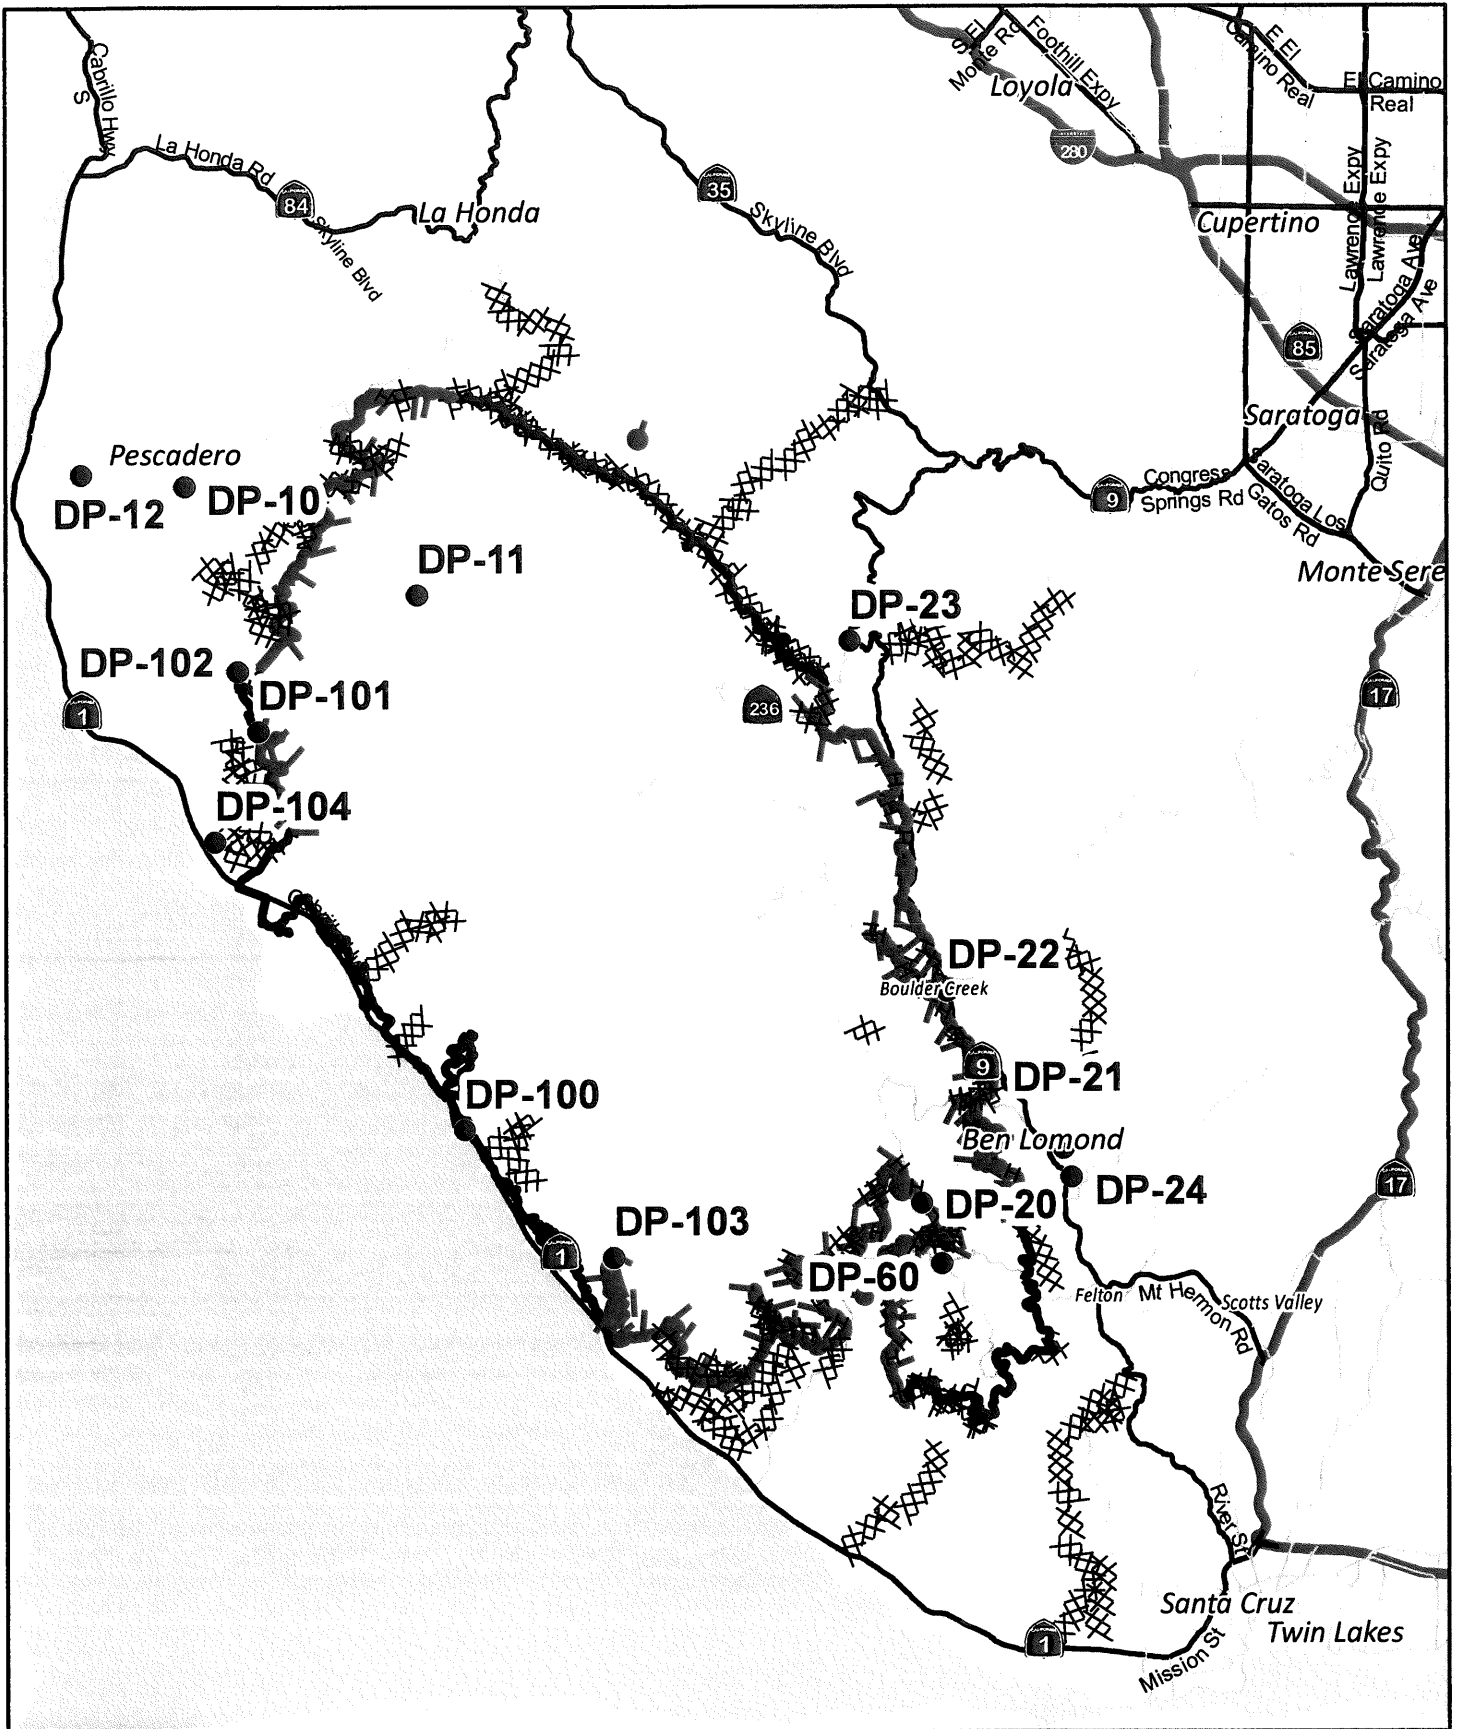 S El
Monte Rd
Foothill Expy
E El
Camino Real
El Camino
Real
Loyola
Cabrillo Hwy
S
280
La Honda Rd
84
La Honda
Skyline Blvd
35
Skyline Blvd
Cupertino
Lawrence Expy
Lawrence Expy
Saratoga Ave
Saratoga Ave
85
Saratoga
Quito Rd
Pescadero
DP-12
DP-10
9
Congress
Springs Rd
Saratoga Los
Gatos Rd
Monte Sere
DP-11
DP-23
DP-102
DP-101
1
236
17
DP-104
DP-22
Boulder Creek
9
DP-21
DP-100
Ben Lomond
DP-24
DP-20
17
DP-103
1
DP-60
Felton
Mt Hermon Rd
Scotts Valley
River St
Santa Cruz
Twin Lakes
1
Mission St